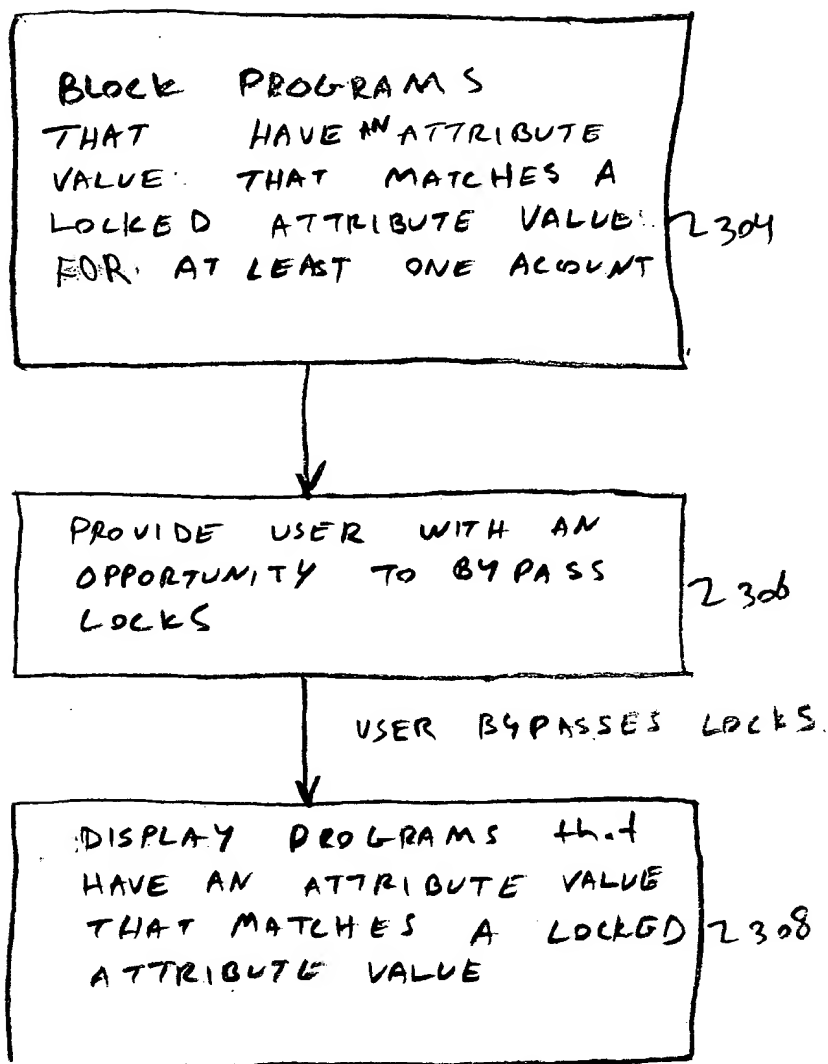 BLOCK PROGRAMS
THAT HAVE AN ATTRIBUTE
VALUE THAT MATCHES A
LOCKED ATTRIBUTE VALUE
FOR AT LEAST ONE ACCOUNT
2304
PROVIDE USER WITH AN
OPPORTUNITY TO BYPASS
LOCKS
2306
USER BYPASSES LOCKS
DISPLAY PROGRAMS that
HAVE AN ATTRIBUTE VALUE
THAT MATCHES A LOCKED
ATTRIBUTE VALUE
2308